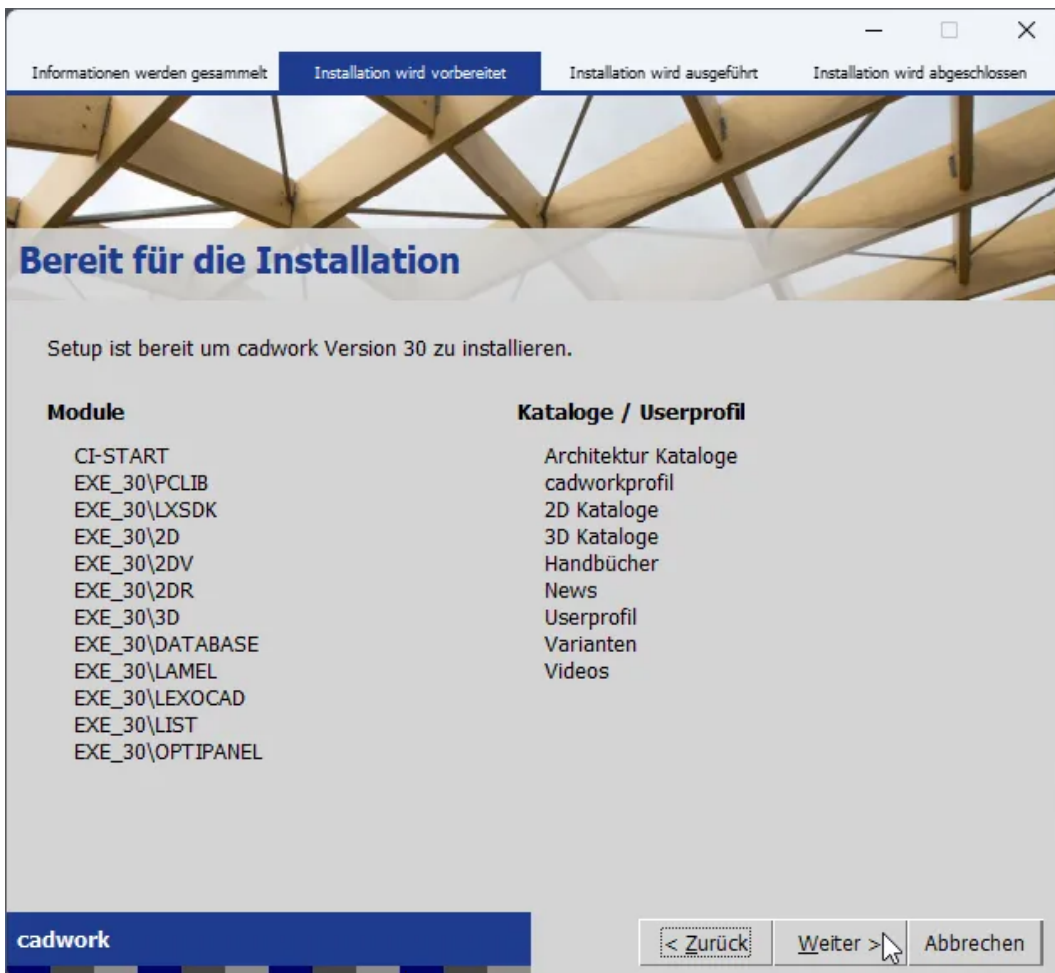 Informationen werden gesammelt
Installation wird vorbereitet
Installation wird ausgeführt
Installation wird abgeschlossen
Bereit für die Installation
Setup ist bereit um cadwork Version 30 zu installieren.
Module
CI-START
EXE_30\PCLIB
EXE_30\LXSDK
EXE_30\2D
EXE_30\2DV
EXE_30\2DR
EXE_30\3D
EXE_30\DATABASE
EXE_30\LAMEL
EXE_30\LEXOCAD
EXE_30\LIST
EXE_30\OPTIPANEL
Kataloge / Userprofil
Architektur Kataloge
cadworkprofil
2D Kataloge
3D Kataloge
Handbücher
News
Userprofil
Varianten
Videos
cadwork
< Zurück
Weiter >
Abbrechen